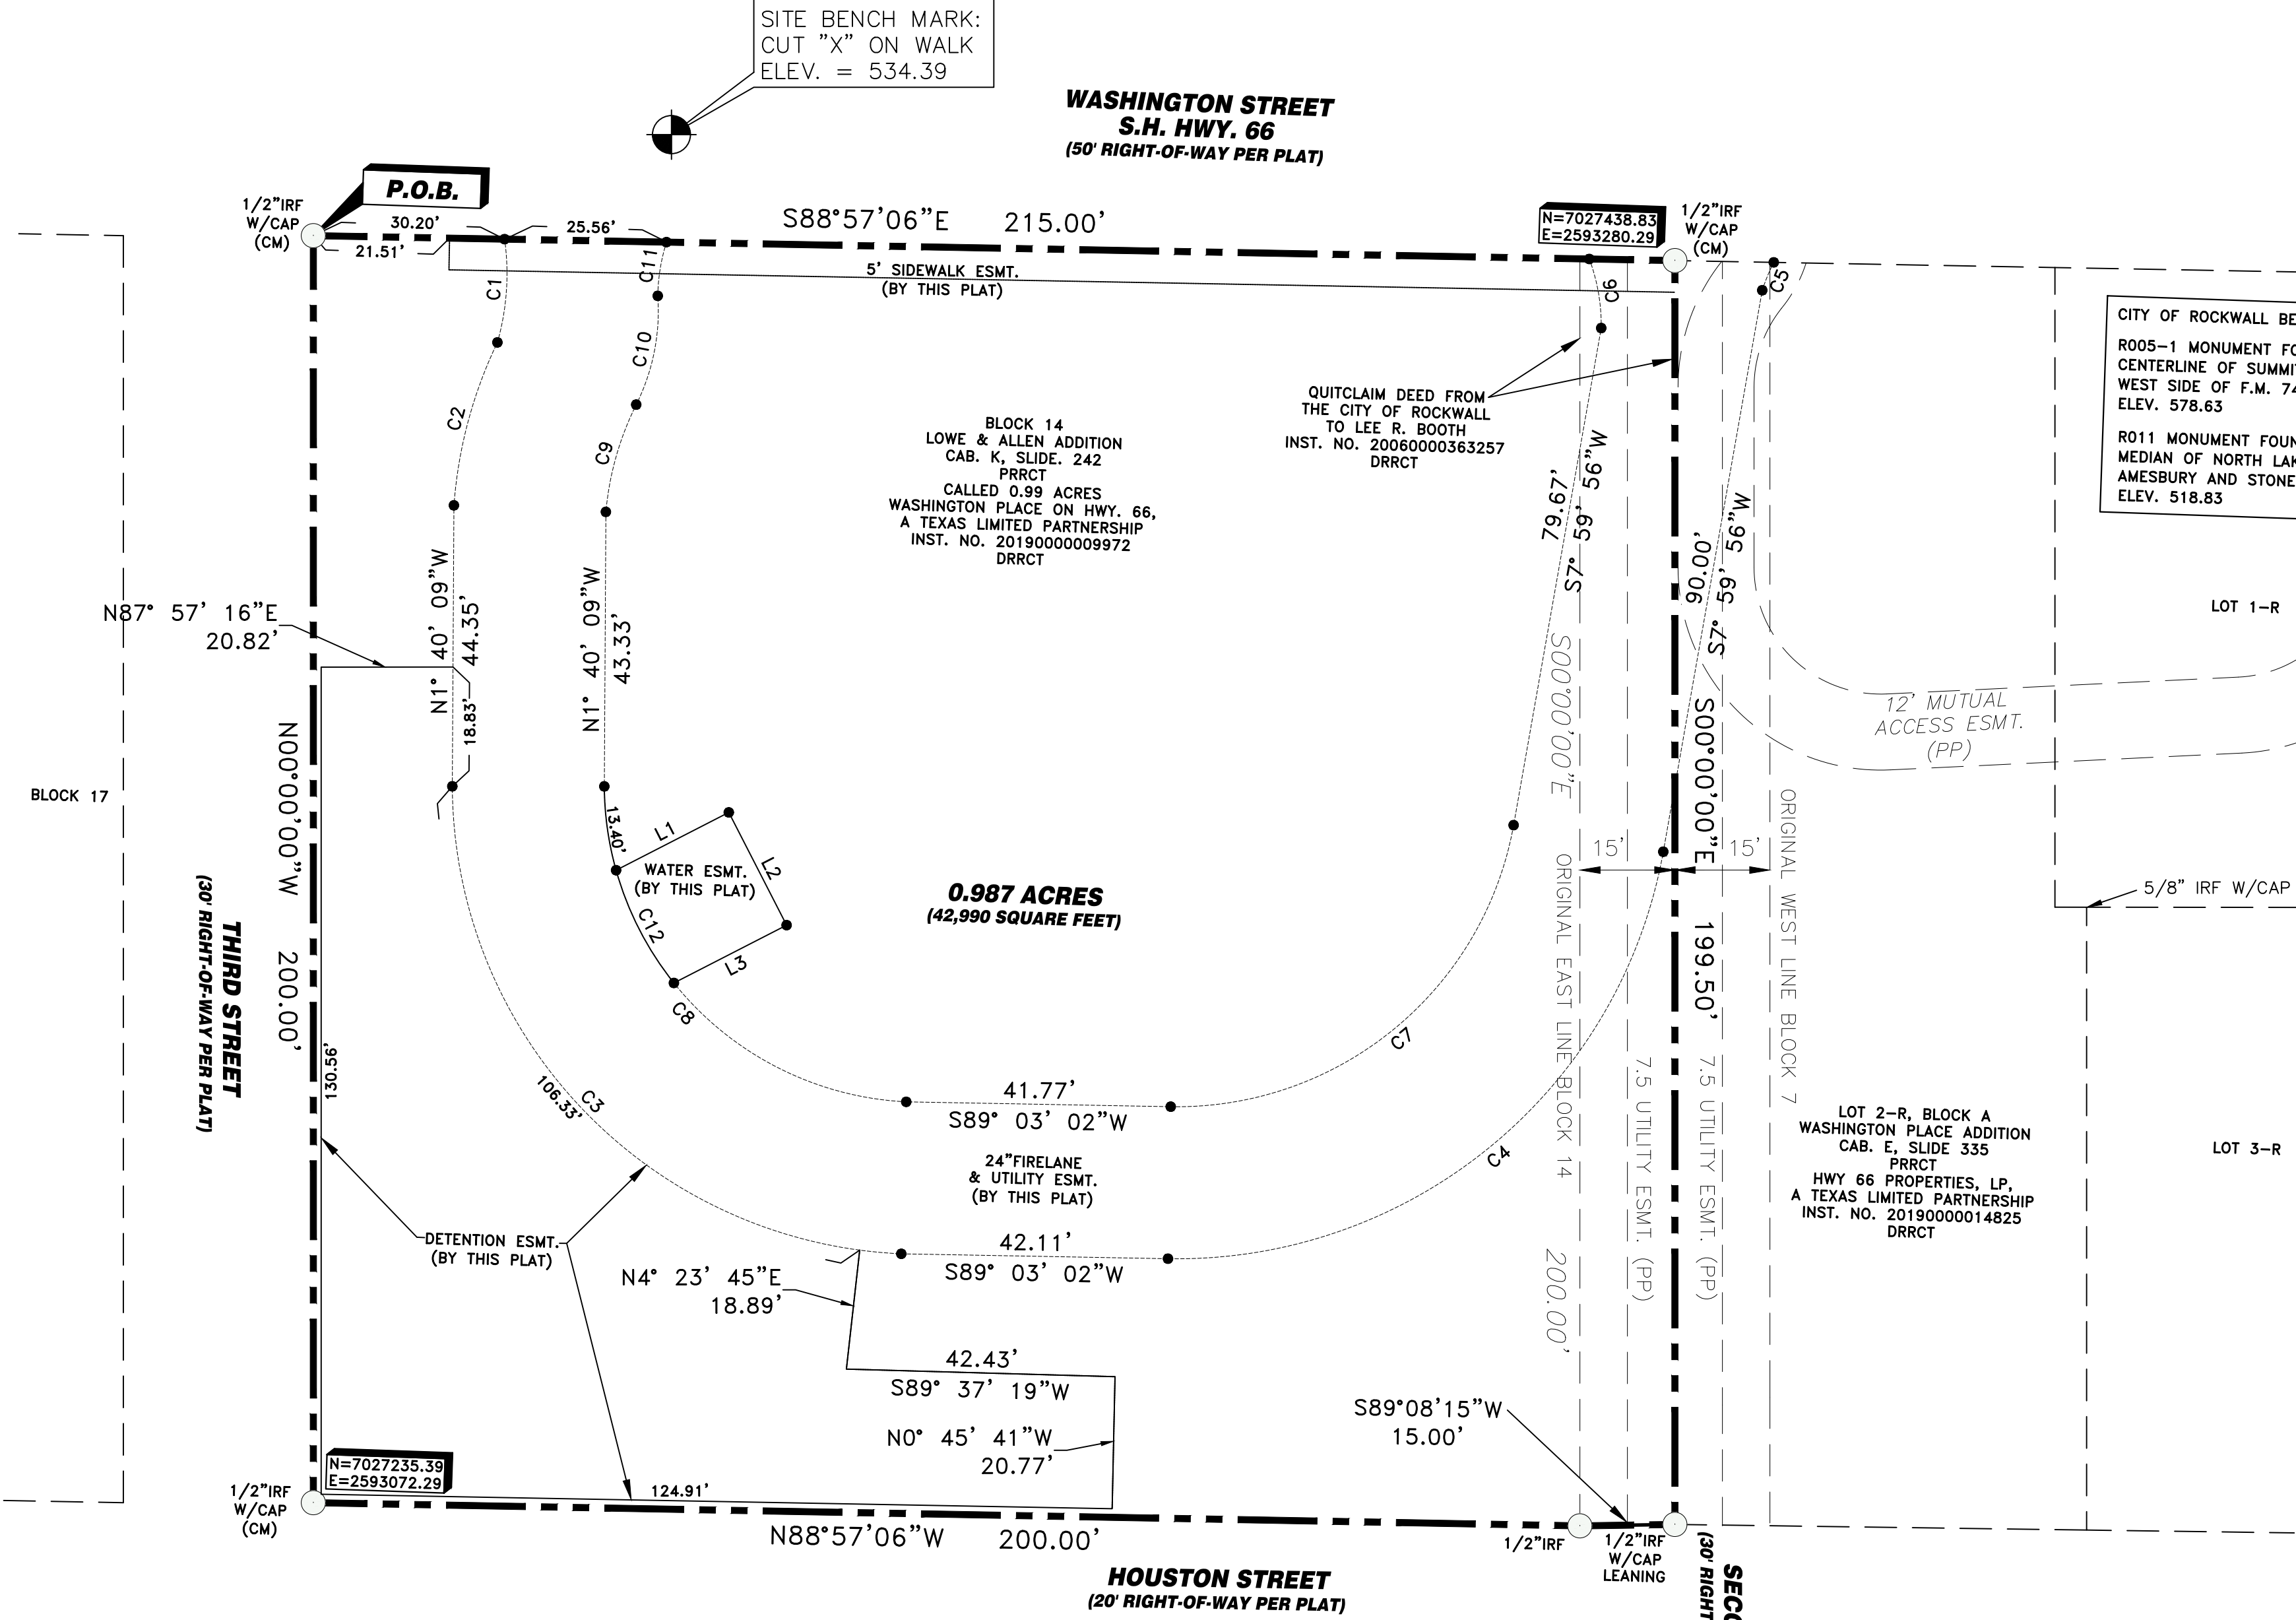 SITE BENCH MARK:
CUT "X" ON WALK
ELEV. = 534.39
WASHINGTON STREET
S.H. HWY. 66
(50' RIGHT-OF-WAY PER PLAT)
P.O.B.
1/2"IRF
W/CAP
(CM)
30.20'
21.51'
25.56'
S88°57'06"E 215.00'
N=7027438.83
E=2593280.29
1/2"IRF
W/CAP
(CM)
5' SIDEWALK ESMT.
(BY THIS PLAT)
C1
C11
C6
C5
C10
C2
C9
CITY OF ROCKWALL BE
R005-1 MONUMENT FO
CENTERLINE OF SUMMI
WEST SIDE OF F.M. 74
ELEV. 578.63
R011 MONUMENT FOUN
MEDIAN OF NORTH LAK
AMESBURY AND STONE
ELEV. 518.83
BLOCK 14
LOWE & ALLEN ADDITION
CAB. K, SLIDE. 242
PRRCT
CALLED 0.99 ACRES
WASHINGTON PLACE ON HWY. 66,
A TEXAS LIMITED PARTNERSHIP
INST. NO. 20190000009972
DRRCT
QUITCLAIM DEED FROM
THE CITY OF ROCKWALL
TO LEE R. BOOTH
INST. NO. 20060000363257
DRRCT
79.67'
S7° 59' 56"W
90.00'
S7° 59' 56"W
N87° 57' 16"E
20.82'
N1° 40' 09"W
44.35'
18.83'
N1° 40' 09"W
43.33'
LOT 1-R
12' MUTUAL
ACCESS ESMT.
(PP)
BLOCK 17
N00°00'00"W 200.00'
THIRD STREET
(30' RIGHT-OF-WAY PER PLAT)
130.56'
13.40'
L1
L2
L3
WATER ESMT.
(BY THIS PLAT)
C12
C8
0.987 ACRES
(42,990 SQUARE FEET)
S00°00'00"E 200.00'
ORIGINAL EAST LINE BLOCK 14
15'
15'
S00°00'00"E 199.50'
ORIGINAL WEST LINE BLOCK 7
7.5 UTILITY ESMT. (PP)
7.5 UTILITY ESMT. (PP)
5/8" IRF W/CAP
C7
C4
C3
106.33'
41.77'
S89° 03' 02"W
24"FIRELANE
& UTILITY ESMT.
(BY THIS PLAT)
42.11'
S89° 03' 02"W
LOT 2-R, BLOCK A
WASHINGTON PLACE ADDITION
CAB. E, SLIDE 335
PRRCT
HWY 66 PROPERTIES, LP,
A TEXAS LIMITED PARTNERSHIP
INST. NO. 20190000014825
DRRCT
LOT 3-R
DETENTION ESMT.
(BY THIS PLAT)
N4° 23' 45"E
18.89'
42.43'
S89° 37' 19"W
N0° 45' 41"W
20.77'
S89°08'15"W
15.00'
N=7027235.39
E=2593072.29
1/2"IRF
W/CAP
(CM)
124.91'
N88°57'06"W 200.00'
1/2"IRF
1/2"IRF
W/CAP
LEANING
HOUSTON STREET
(20' RIGHT-OF-WAY PER PLAT)
SECO
(30' RIGHT